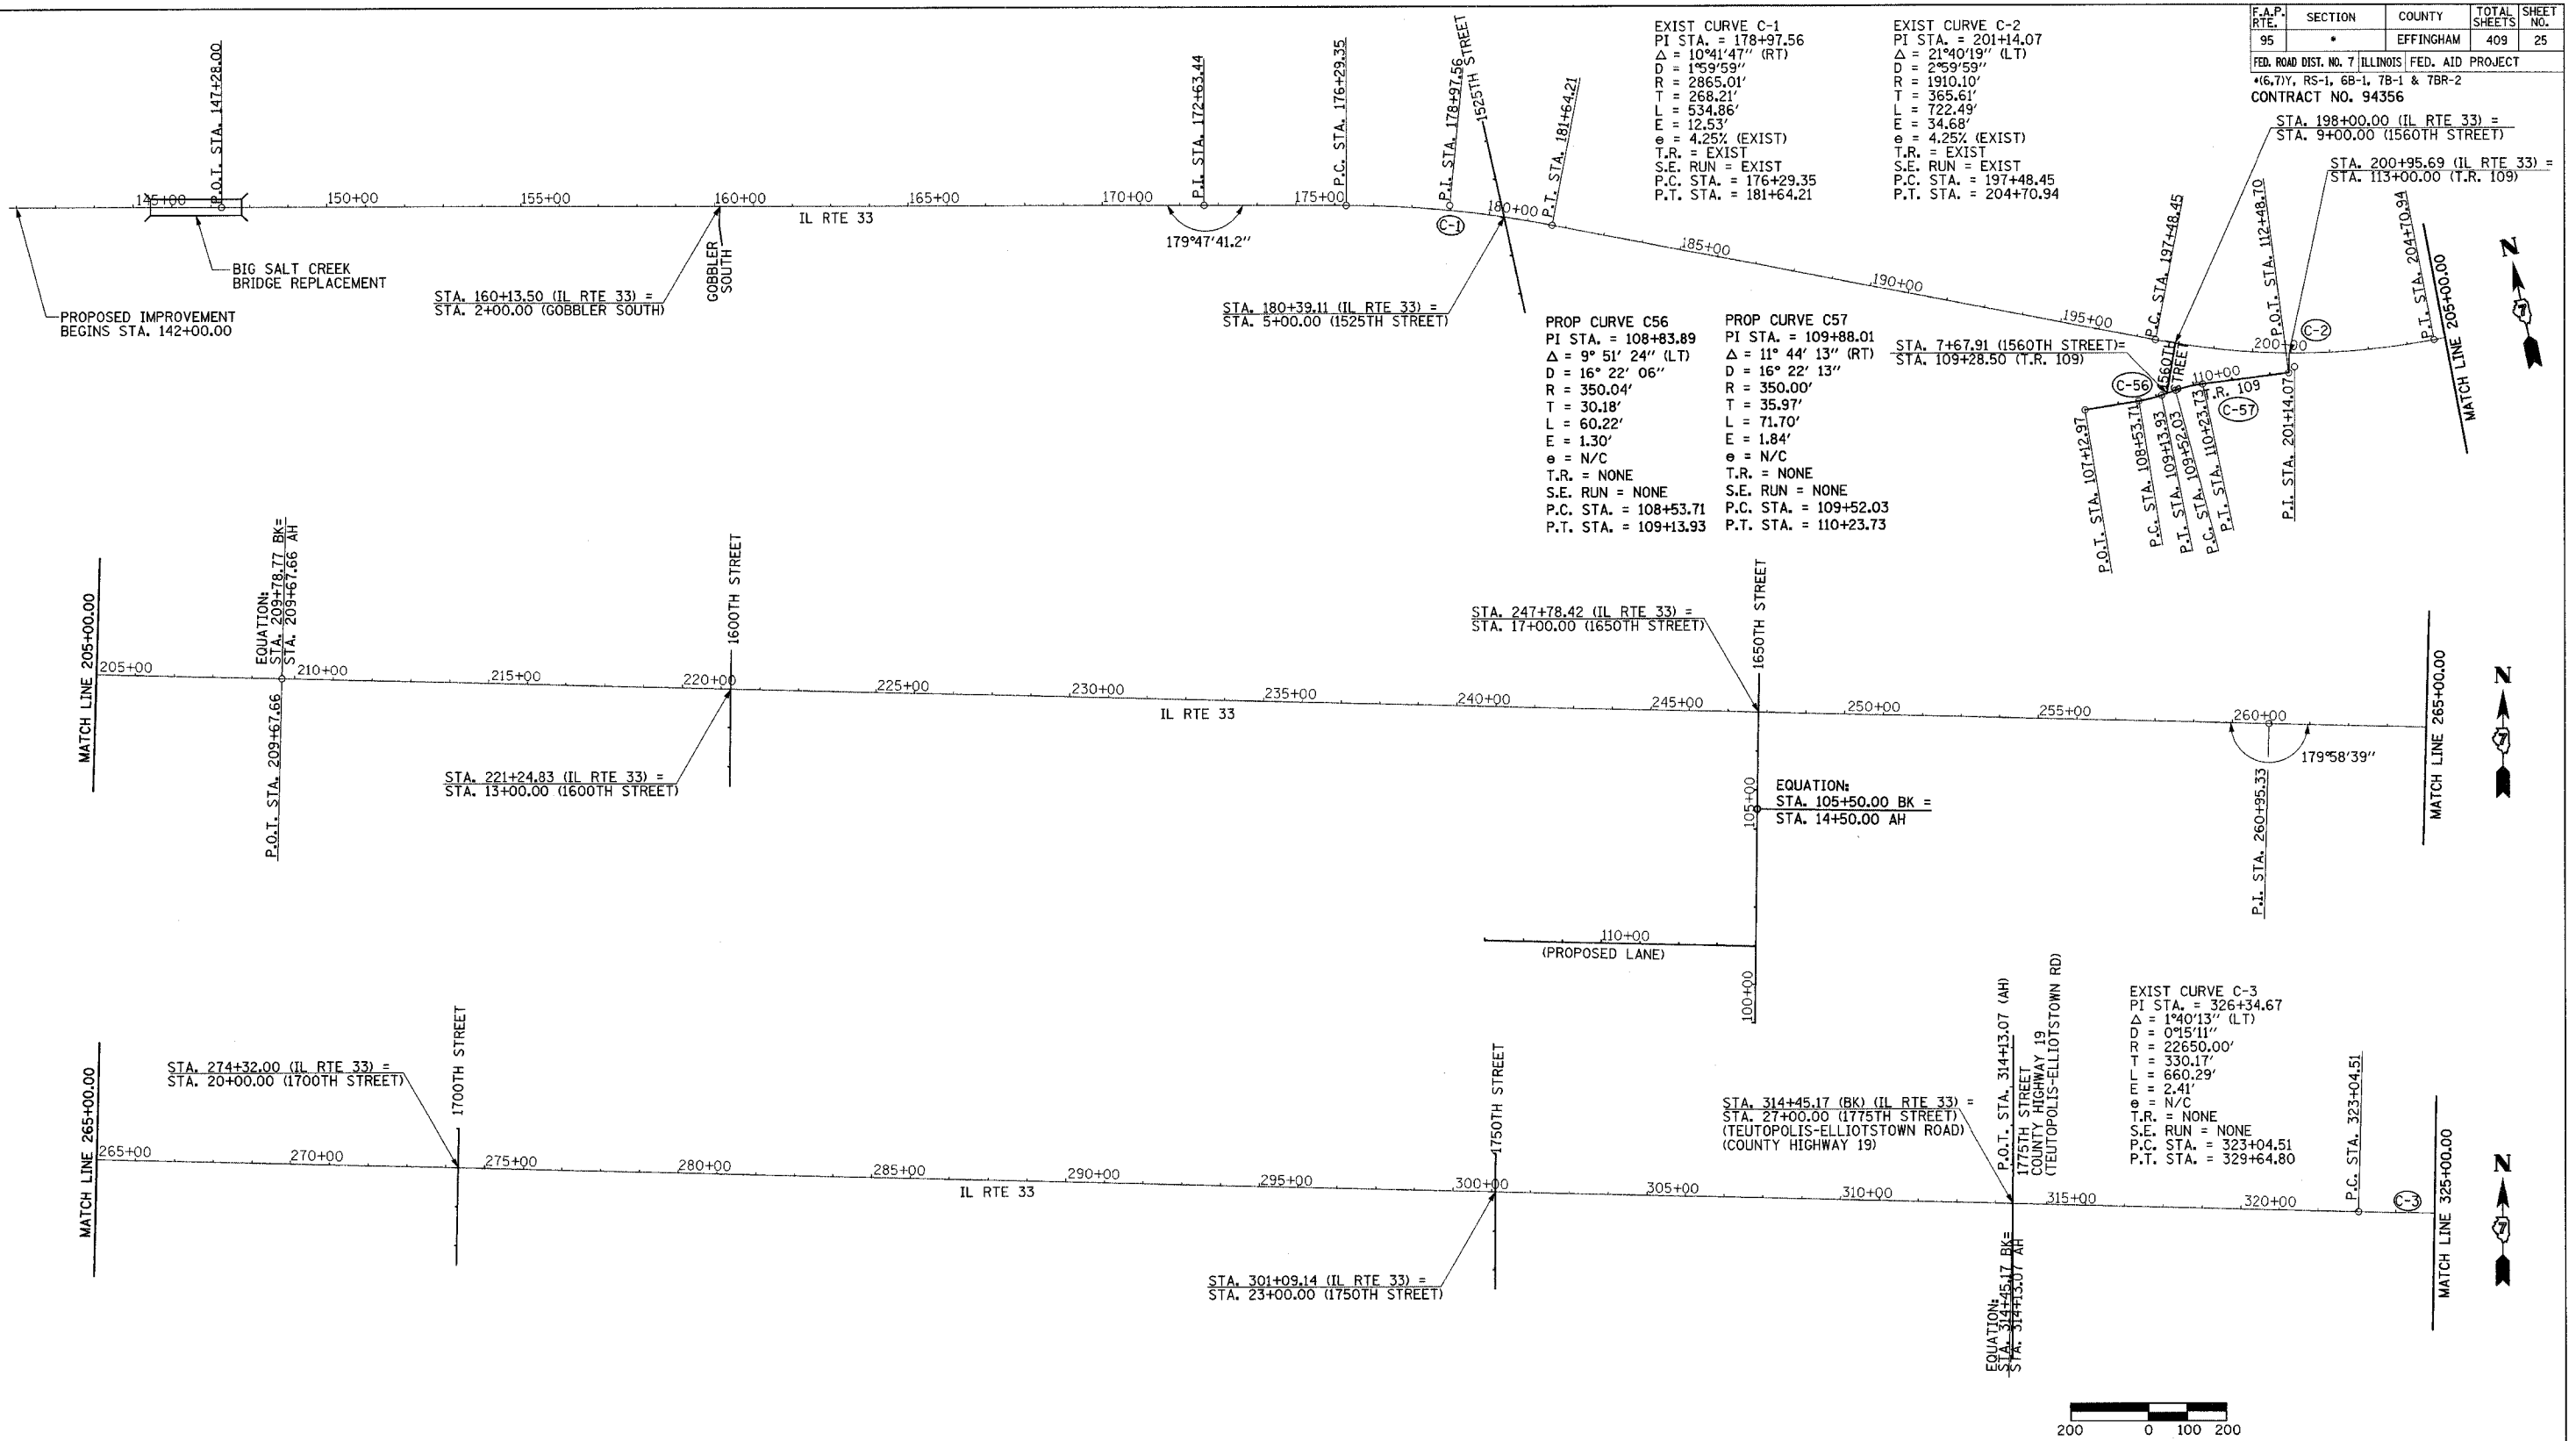 F.A.P. RTE. SECTION COUNTY TOTAL SHEETS SHEET NO.
95 * EFFINGHAM 409 25
FED. ROAD DIST. NO. 7 ILLINOIS FED. AID PROJECT
*(6,7)Y, RS-1, 6B-1, 7B-1 & 7BR-2
CONTRACT NO. 94356
EXIST CURVE C-1
PI STA. = 178+97.56
Δ = 10°41'47" (RT)
D = 1°59'59"
R = 2865.01'
T = 268.21'
L = 534.86'
E = 12.53'
e = 4.25% (EXIST)
T.R. = EXIST
S.E. RUN = EXIST
P.C. STA. = 176+29.35
P.T. STA. = 181+64.21
EXIST CURVE C-2
PI STA. = 201+14.07
Δ = 21°40'19" (LT)
D = 2°59'59"
R = 1910.10'
T = 365.61'
L = 722.49'
E = 34.68'
e = 4.25% (EXIST)
T.R. = EXIST
S.E. RUN = EXIST
P.C. STA. = 197+48.45
P.T. STA. = 204+70.94
STA. 198+00.00 (IL RTE 33) =
STA. 9+00.00 (1560TH STREET)
STA. 200+95.69 (IL RTE 33) =
STA. 113+00.00 (T.R. 109)
P.O.T. STA. 147+28.00
P.I. STA. 172+63.44
P.C. STA. 176+29.35
P.I. STA. 178+97.56
1525TH STREET
P.T. STA. 181+64.21
P.C. STA. 197+48.45
P.O.T. STA. 112+48.70
P.T. STA. 204+70.94
MATCH LINE 205+00.00
N
7
145+00
150+00
155+00
160+00
165+00
170+00
175+00
180+00
185+00
190+00
195+00
200+00
IL RTE 33
C-1
C-2
179°47'41.2"
GOBBLER
SOUTH
BIG SALT CREEK
BRIDGE REPLACEMENT
PROPOSED IMPROVEMENT
BEGINS STA. 142+00.00
STA. 160+13.50 (IL RTE 33) =
STA. 2+00.00 (GOBBLER SOUTH)
STA. 180+39.11 (IL RTE 33) =
STA. 5+00.00 (1525TH STREET)
PROP CURVE C56
PI STA. = 108+83.89
Δ = 9° 51' 24" (LT)
D = 16° 22' 06"
R = 350.04'
T = 30.18'
L = 60.22'
E = 1.30'
e = N/C
T.R. = NONE
S.E. RUN = NONE
P.C. STA. = 108+53.71
P.T. STA. = 109+13.93
PROP CURVE C57
PI STA. = 109+88.01
Δ = 11° 44' 13" (RT)
D = 16° 22' 13"
R = 350.00'
T = 35.97'
L = 71.70'
E = 1.84'
e = N/C
T.R. = NONE
S.E. RUN = NONE
P.C. STA. = 109+52.03
P.T. STA. = 110+23.73
STA. 7+67.91 (1560TH STREET)=
STA. 109+28.50 (T.R. 109)
1560TH
STREET
110+00
T.R. 109
C-56
C-57
P.O.T. STA. 107+12.97
P.C. STA. 108+53.71
P.T. STA. 109+13.93
P.C. STA. 109+52.03
P.T. STA. 110+23.73
P.I. STA. 201+14.07
MATCH LINE 205+00.00
EQUATION:
STA. 209+78.77 BK=
STA. 209+67.66 AH
P.O.T. STA. 209+67.66
1600TH STREET
STA. 221+24.83 (IL RTE 33) =
STA. 13+00.00 (1600TH STREET)
205+00
210+00
215+00
220+00
225+00
230+00
235+00
240+00
245+00
250+00
255+00
260+00
IL RTE 33
STA. 247+78.42 (IL RTE 33) =
STA. 17+00.00 (1650TH STREET)
1650TH STREET
105+00
EQUATION:
STA. 105+50.00 BK =
STA. 14+50.00 AH
110+00
(PROPOSED LANE)
100+00
179°58'39"
P.I. STA. 260+95.33
MATCH LINE 265+00.00
N
7
MATCH LINE 265+00.00
STA. 274+32.00 (IL RTE 33) =
STA. 20+00.00 (1700TH STREET)
1700TH STREET
265+00
270+00
275+00
280+00
285+00
290+00
295+00
300+00
305+00
310+00
315+00
320+00
IL RTE 33
1750TH STREET
STA. 301+09.14 (IL RTE 33) =
STA. 23+00.00 (1750TH STREET)
STA. 314+45.17 (BK) (IL RTE 33) =
STA. 27+00.00 (1775TH STREET)
(TEUTOPOLIS-ELLIOTSTOWN ROAD)
(COUNTY HIGHWAY 19)
P.O.T. STA. 314+13.07 (AH)
1775TH STREET
COUNTY HIGHWAY 19
(TEUTOPOLIS-ELLIOTSTOWN RD)
EQUATION:
STA. 314+45.17 BK=
STA. 314+13.07 AH
EXIST CURVE C-3
PI STA. = 326+34.67
Δ = 1°40'13" (LT)
D = 0°15'11"
R = 22650.00'
T = 330.17'
L = 660.29'
E = 2.41'
e = N/C
T.R. = NONE
S.E. RUN = NONE
P.C. STA. = 323+04.51
P.T. STA. = 329+64.80
P.C. STA. 323+04.51
C-3
MATCH LINE 325+00.00
N
7
200 0 100 200